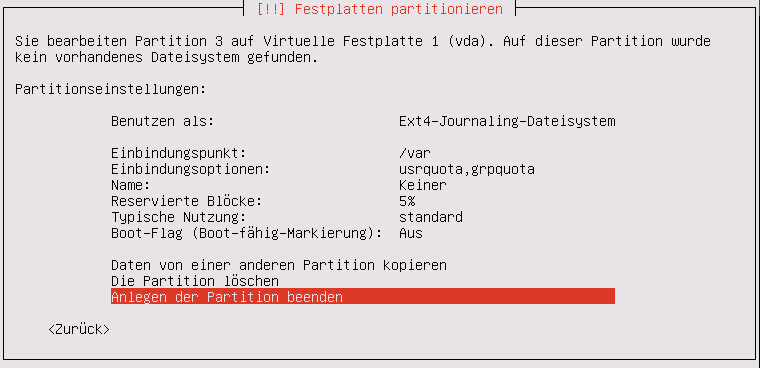 [!!] Festplatten partitionieren
Sie bearbeiten Partition 3 auf Virtuelle Festplatte 1 (vda). Auf dieser Partition wurde
kein vorhandenes Dateisystem gefunden.
Partitionseinstellungen:
Benutzen als: Ext4-Journaling-Dateisystem
Einbindungspunkt: /var
Einbindungsoptionen: usrquota,grpquota
Name: Keiner
Reservierte Blöcke: 5%
Typische Nutzung: standard
Boot-Flag (Boot-fähig-Markierung): Aus
Daten von einer anderen Partition kopieren
Die Partition löschen
Anlegen der Partition beenden
<Zurück>